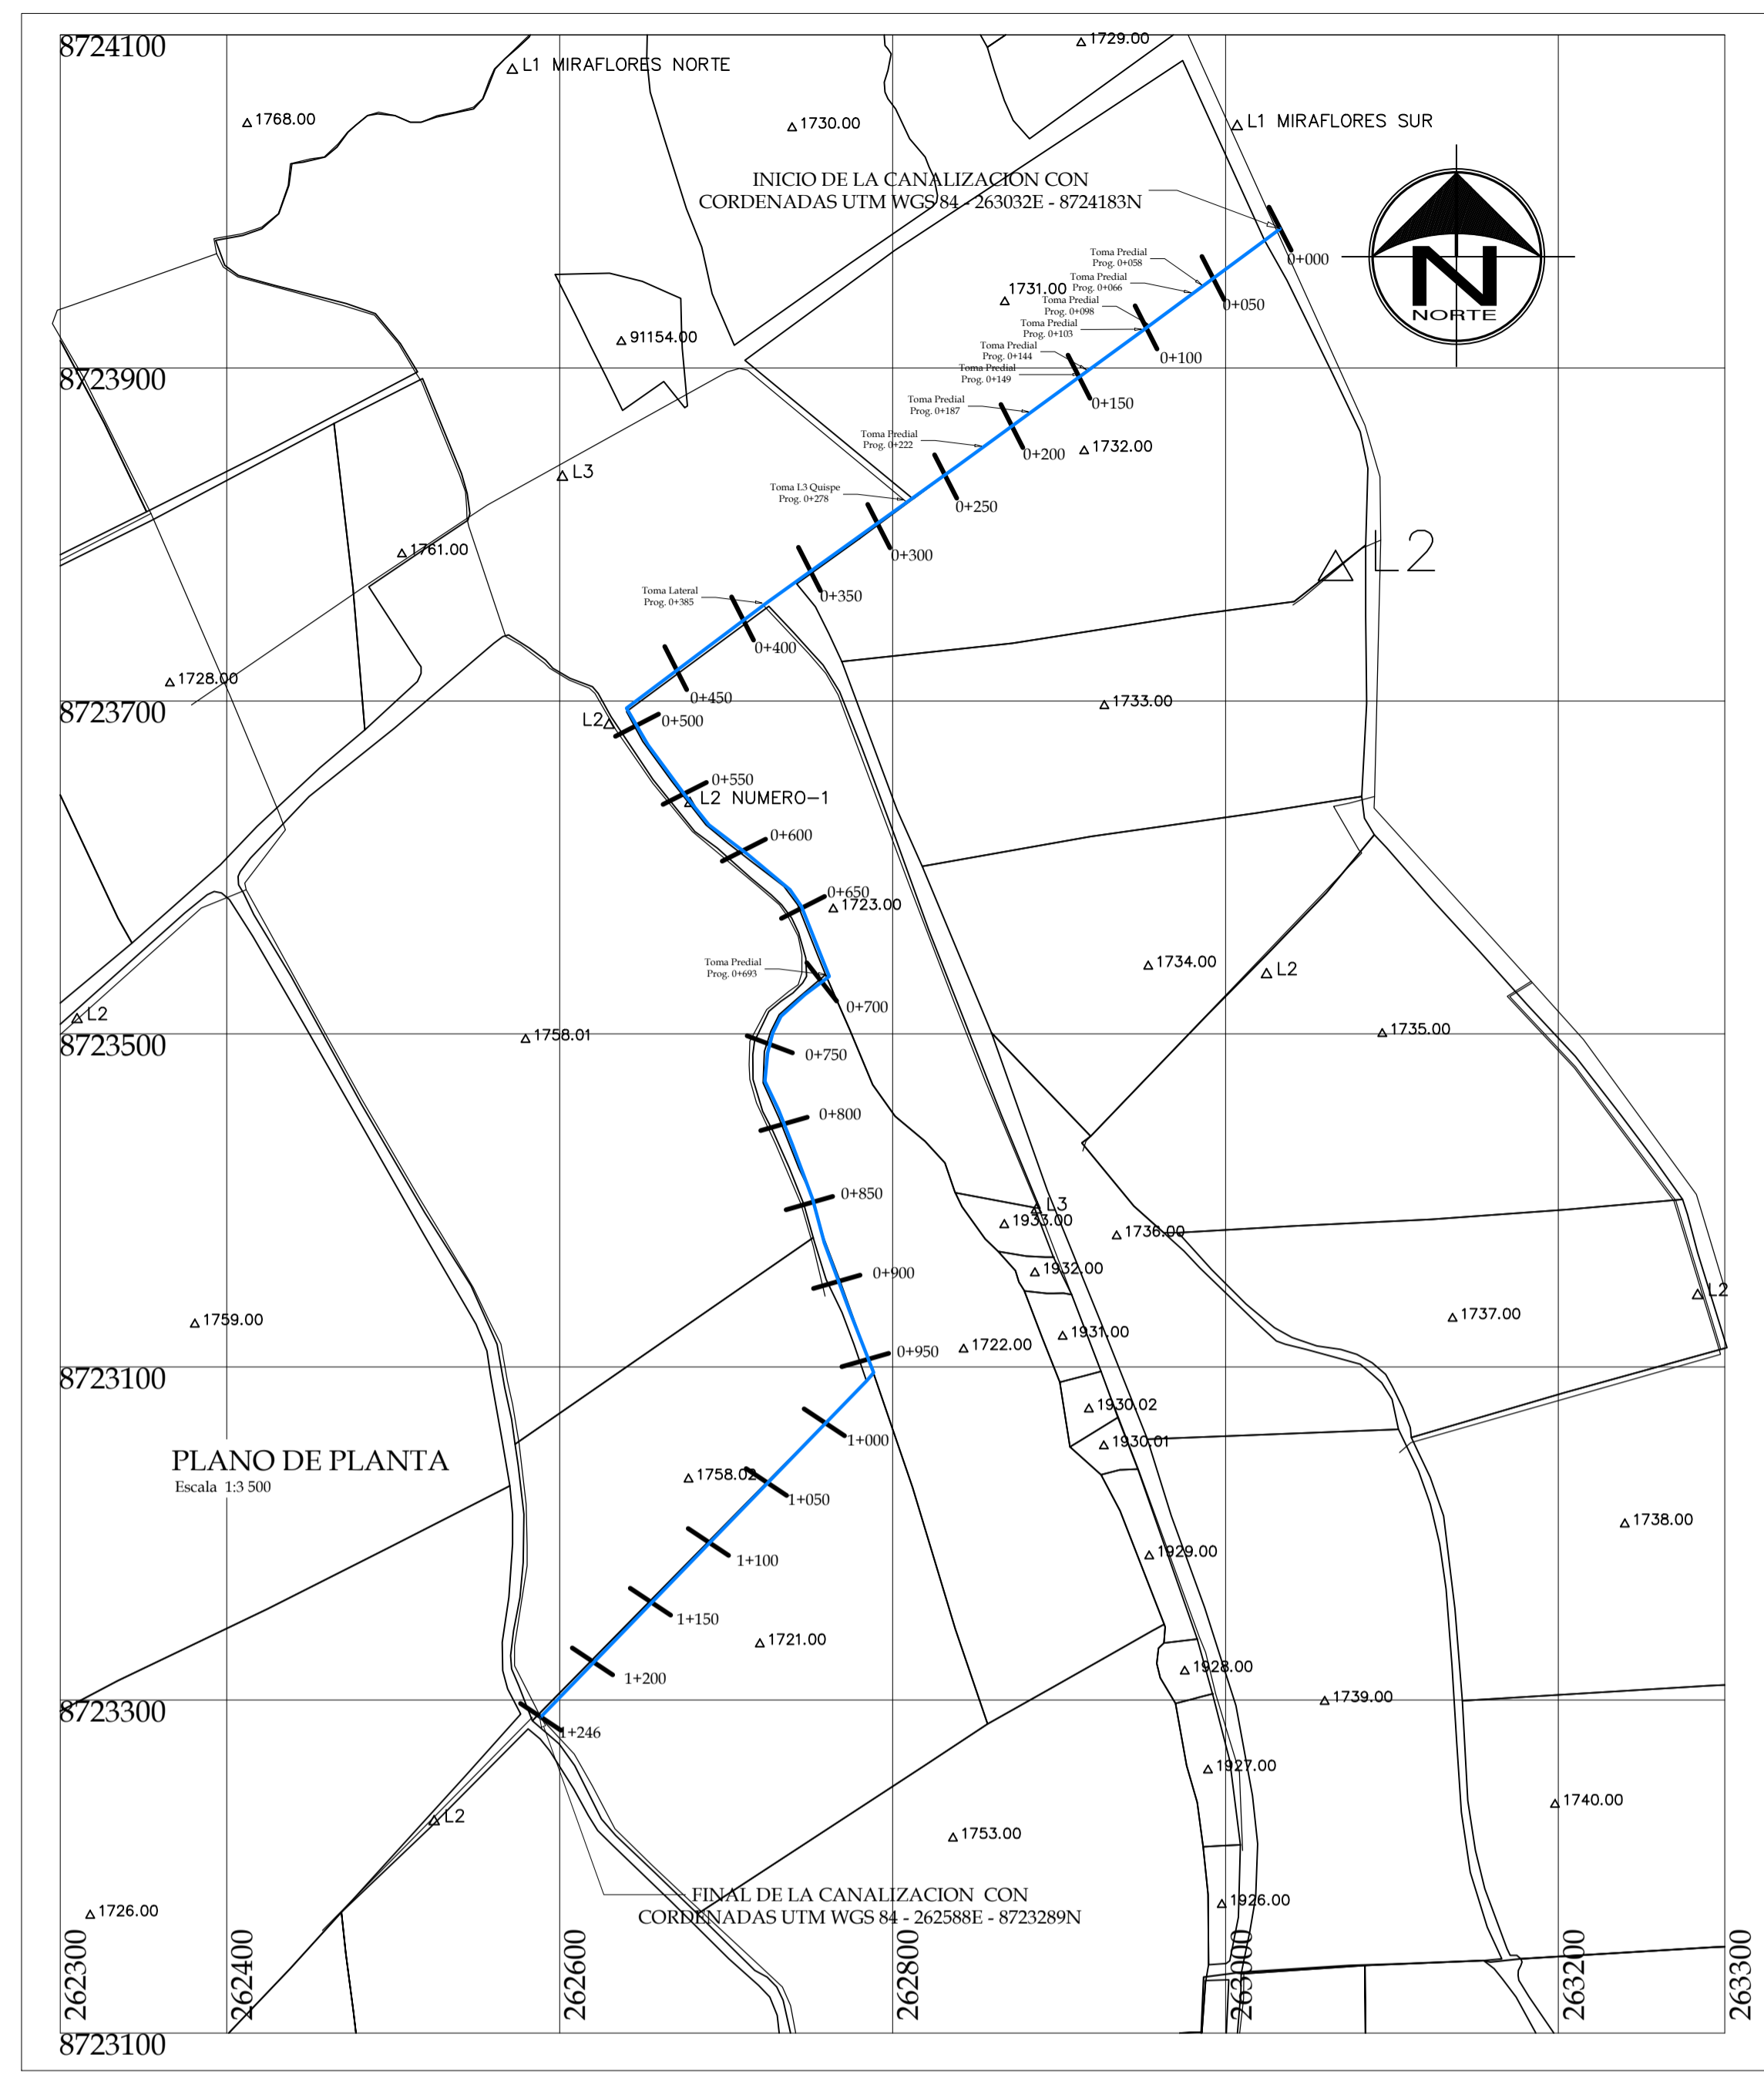 8724100
L1 MIRAFLORES NORTE
1729.00
1768.00
1730.00
L1 MIRAFLORES SUR
INICIO DE LA CANALIZACION CON
CORDENADAS UTM WGS 84 - 263032E - 8724183N
N
NORTE
0+000
Toma Predial
Prog. 0+058
Toma Predial
Prog. 0+066
1731.00
Toma Predial
Prog. 0+098
0+050
Toma Predial
Prog. 0+103
91154.00
Toma Predial
Prog. 0+144
0+100
Toma Predial
Prog. 0+149
8723900
Toma Predial
Prog. 0+187
0+150
Toma Predial
Prog. 0+222
1732.00
0+200
L3
Toma L3 Quispe
Prog. 0+278
0+250
1761.00
0+300
L2
Toma Lateral
Prog. 0+385
0+350
0+400
1728.00
0+450
8723700
1733.00
L2
0+500
0+550
L2 NUMERO-1
0+600
0+650
1723.00
Toma Predial
Prog. 0+693
1734.00
L2
0+700
L2
8723500
1758.01
1735.00
0+750
0+800
0+850
L3
1933.00
1736.00
0+900
1932.00
L2
1759.00
1737.00
1931.00
1722.00
0+950
8723100
1930.02
1930.01
1+000
PLANO DE PLANTA
Escala 1:3 500
1758.02
1+050
1738.00
1929.00
1+100
1+150
1721.00
1+200
1928.00
1739.00
8723300
1+246
1927.00
1740.00
L2
1753.00
FINAL DE LA CANALIZACION CON
CORDENADAS UTM WGS 84 - 262588E - 8723289N
1926.00
1726.00
262300
262400
262600
262800
263000
263200
263300
8723100